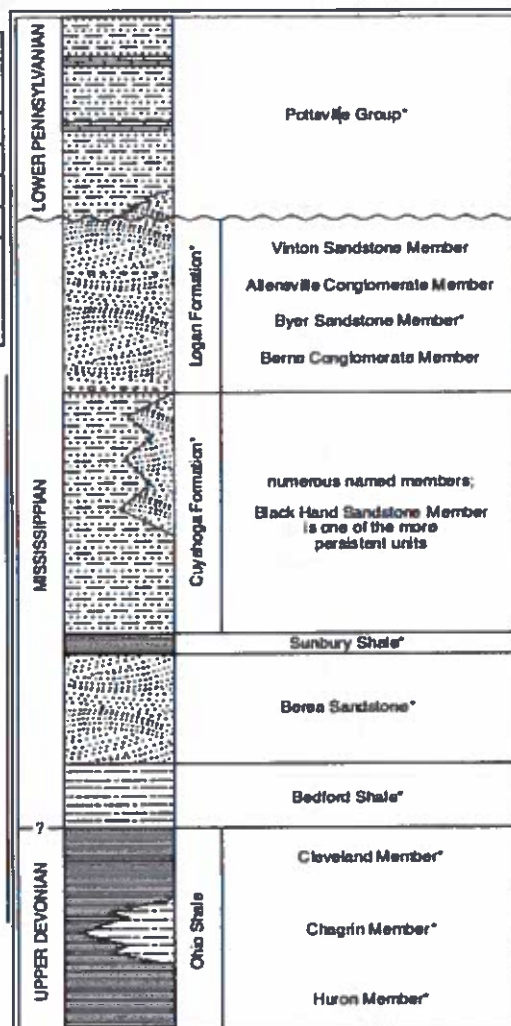 LOWER PENNSYLVANIAN
Pottsville Group*
MISSISSIPPIAN
Logan Formation*
Vinton Sandstone Member
Allensville Conglomerate Member
Byer Sandstone Member*
Berne Conglomerate Member
Cuyahoga Formation*
numerous named members;
Black Hand Sandstone Member
is one of the more
persistent units
Sunbury Shale*
Berea Sandstone*
Bedford Shale*
?
UPPER DEVONIAN
Ohio Shale
Cleveland Member*
Chagrin Member*
Huron Member*